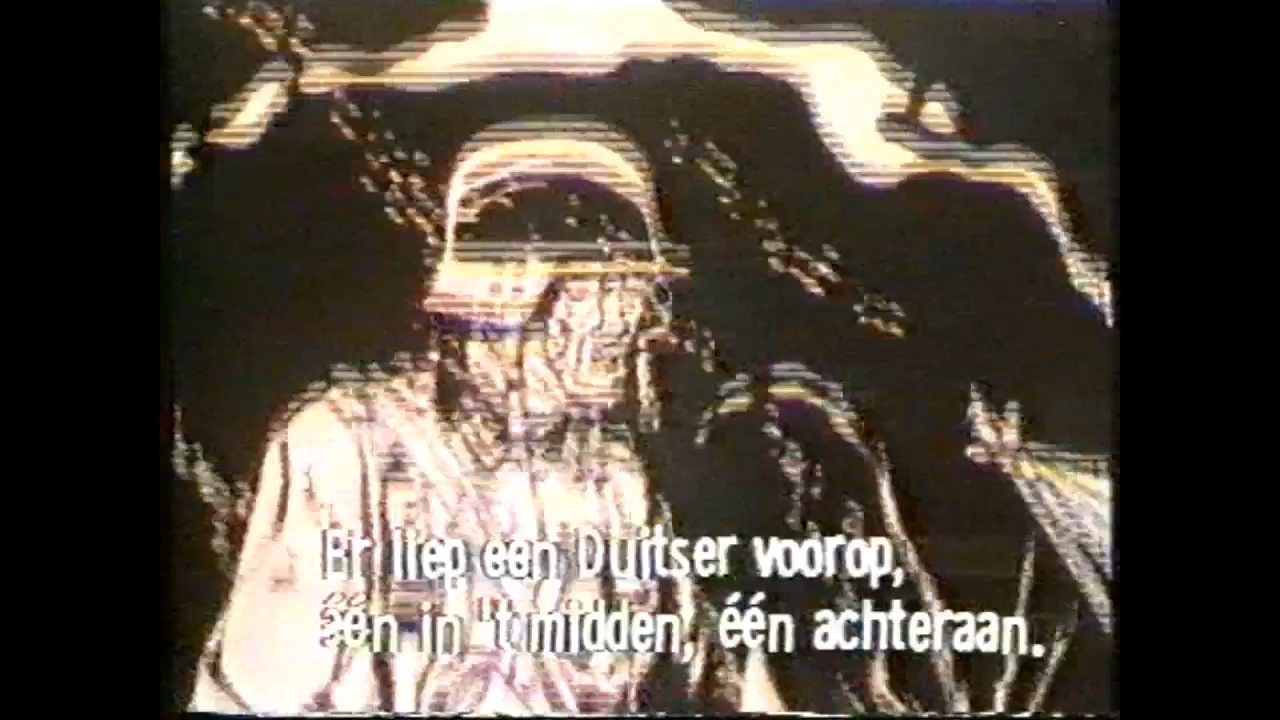 Er liep een Duitser voorop,
één in 't midden, één achteraan.